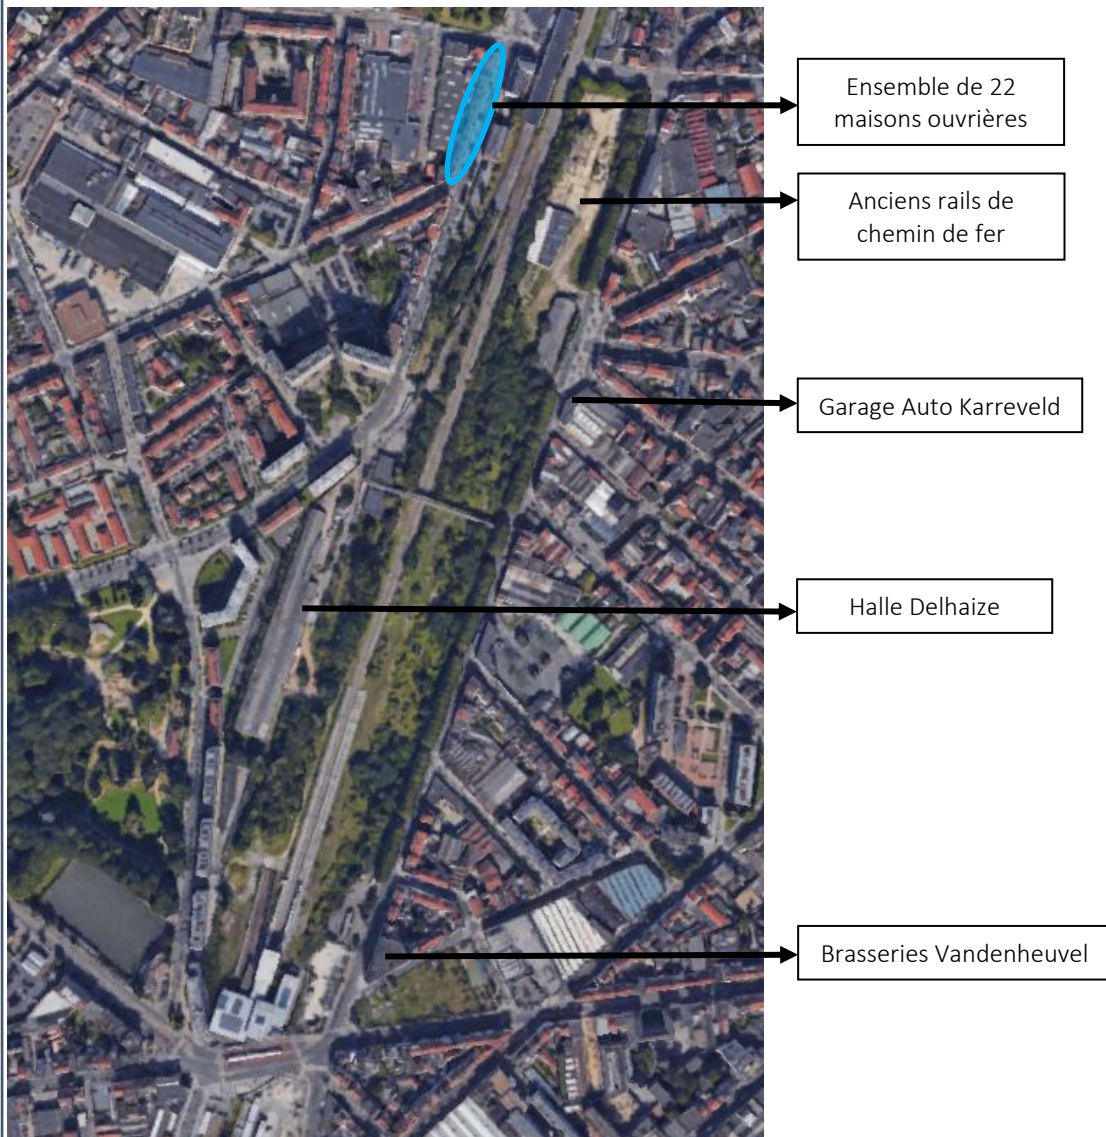 Ensemble de 22
maisons ouvrières
Anciens rails de
chemin de fer
Garage Auto Karreveld
Halle Delhaize
Brasseries Vandenheuvel